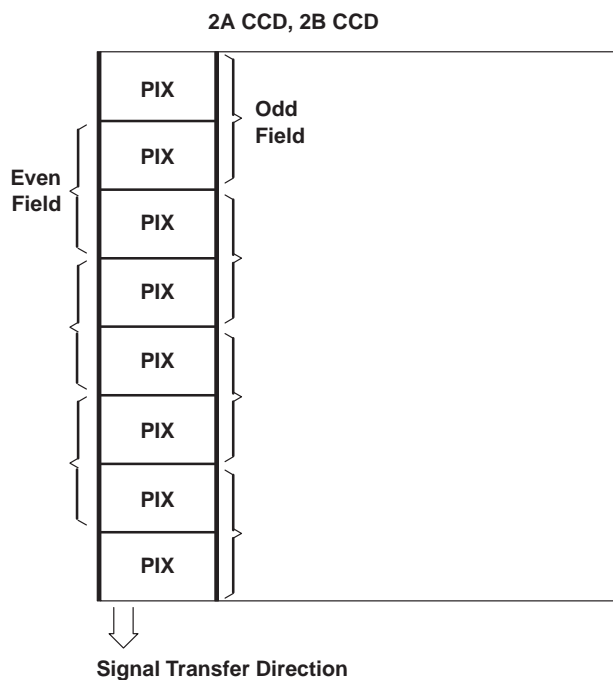 2A CCD, 2B CCD
PIX
Odd
Field
PIX
Even
Field
PIX
PIX
PIX
PIX
PIX
PIX
Signal Transfer Direction